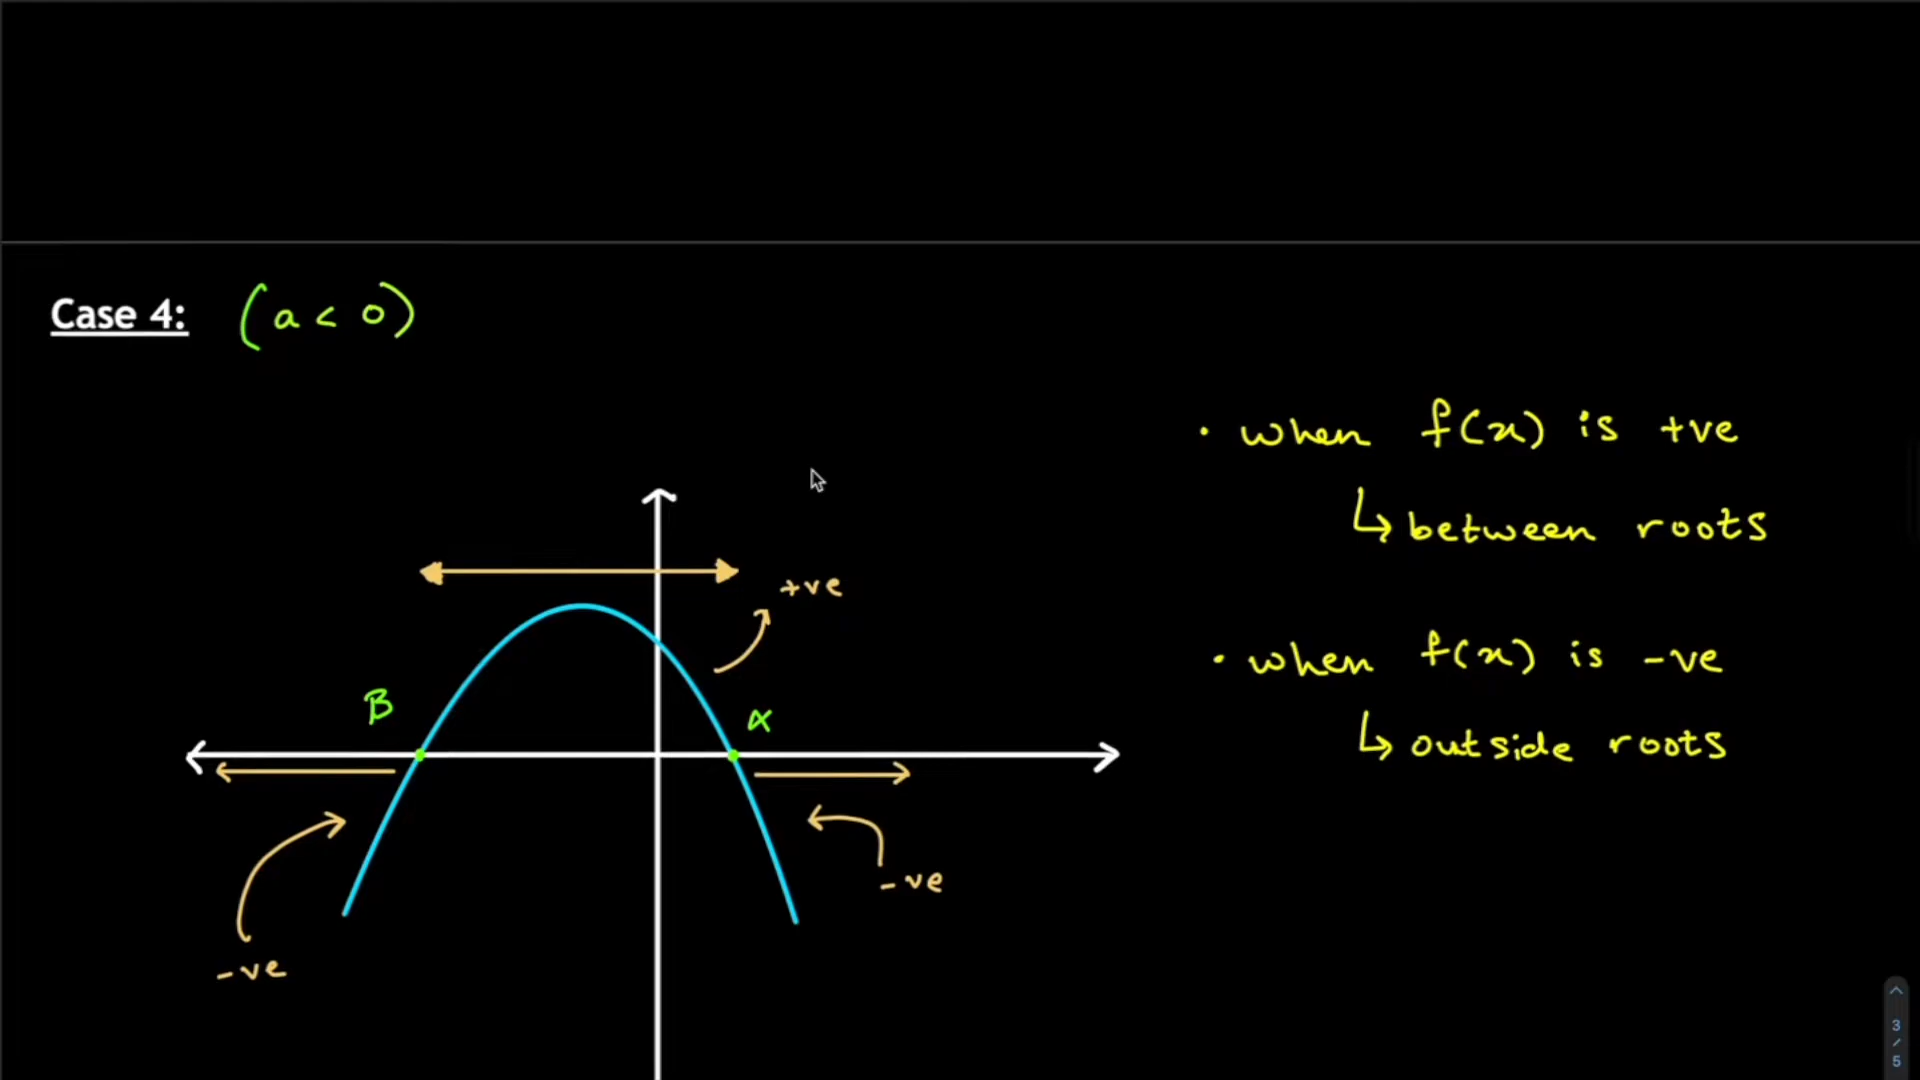 Case 4: (a < 0)
• when f(x) is +ve
↳ between roots
+ve
• when f(x) is -ve
B
α
↳ outside roots
-ve
-ve
3
/
5